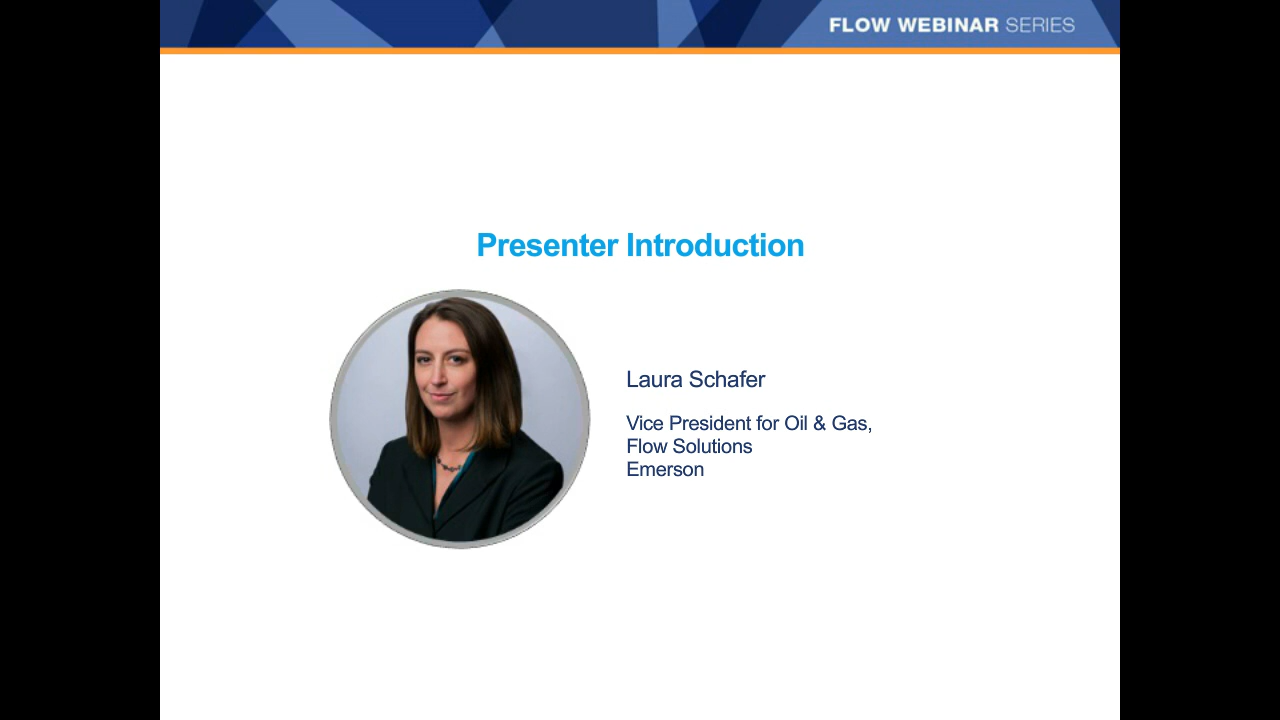 FLOW WEBINAR SERIES
Presenter Introduction
Laura Schafer
Vice President for Oil & Gas,
Flow Solutions
Emerson